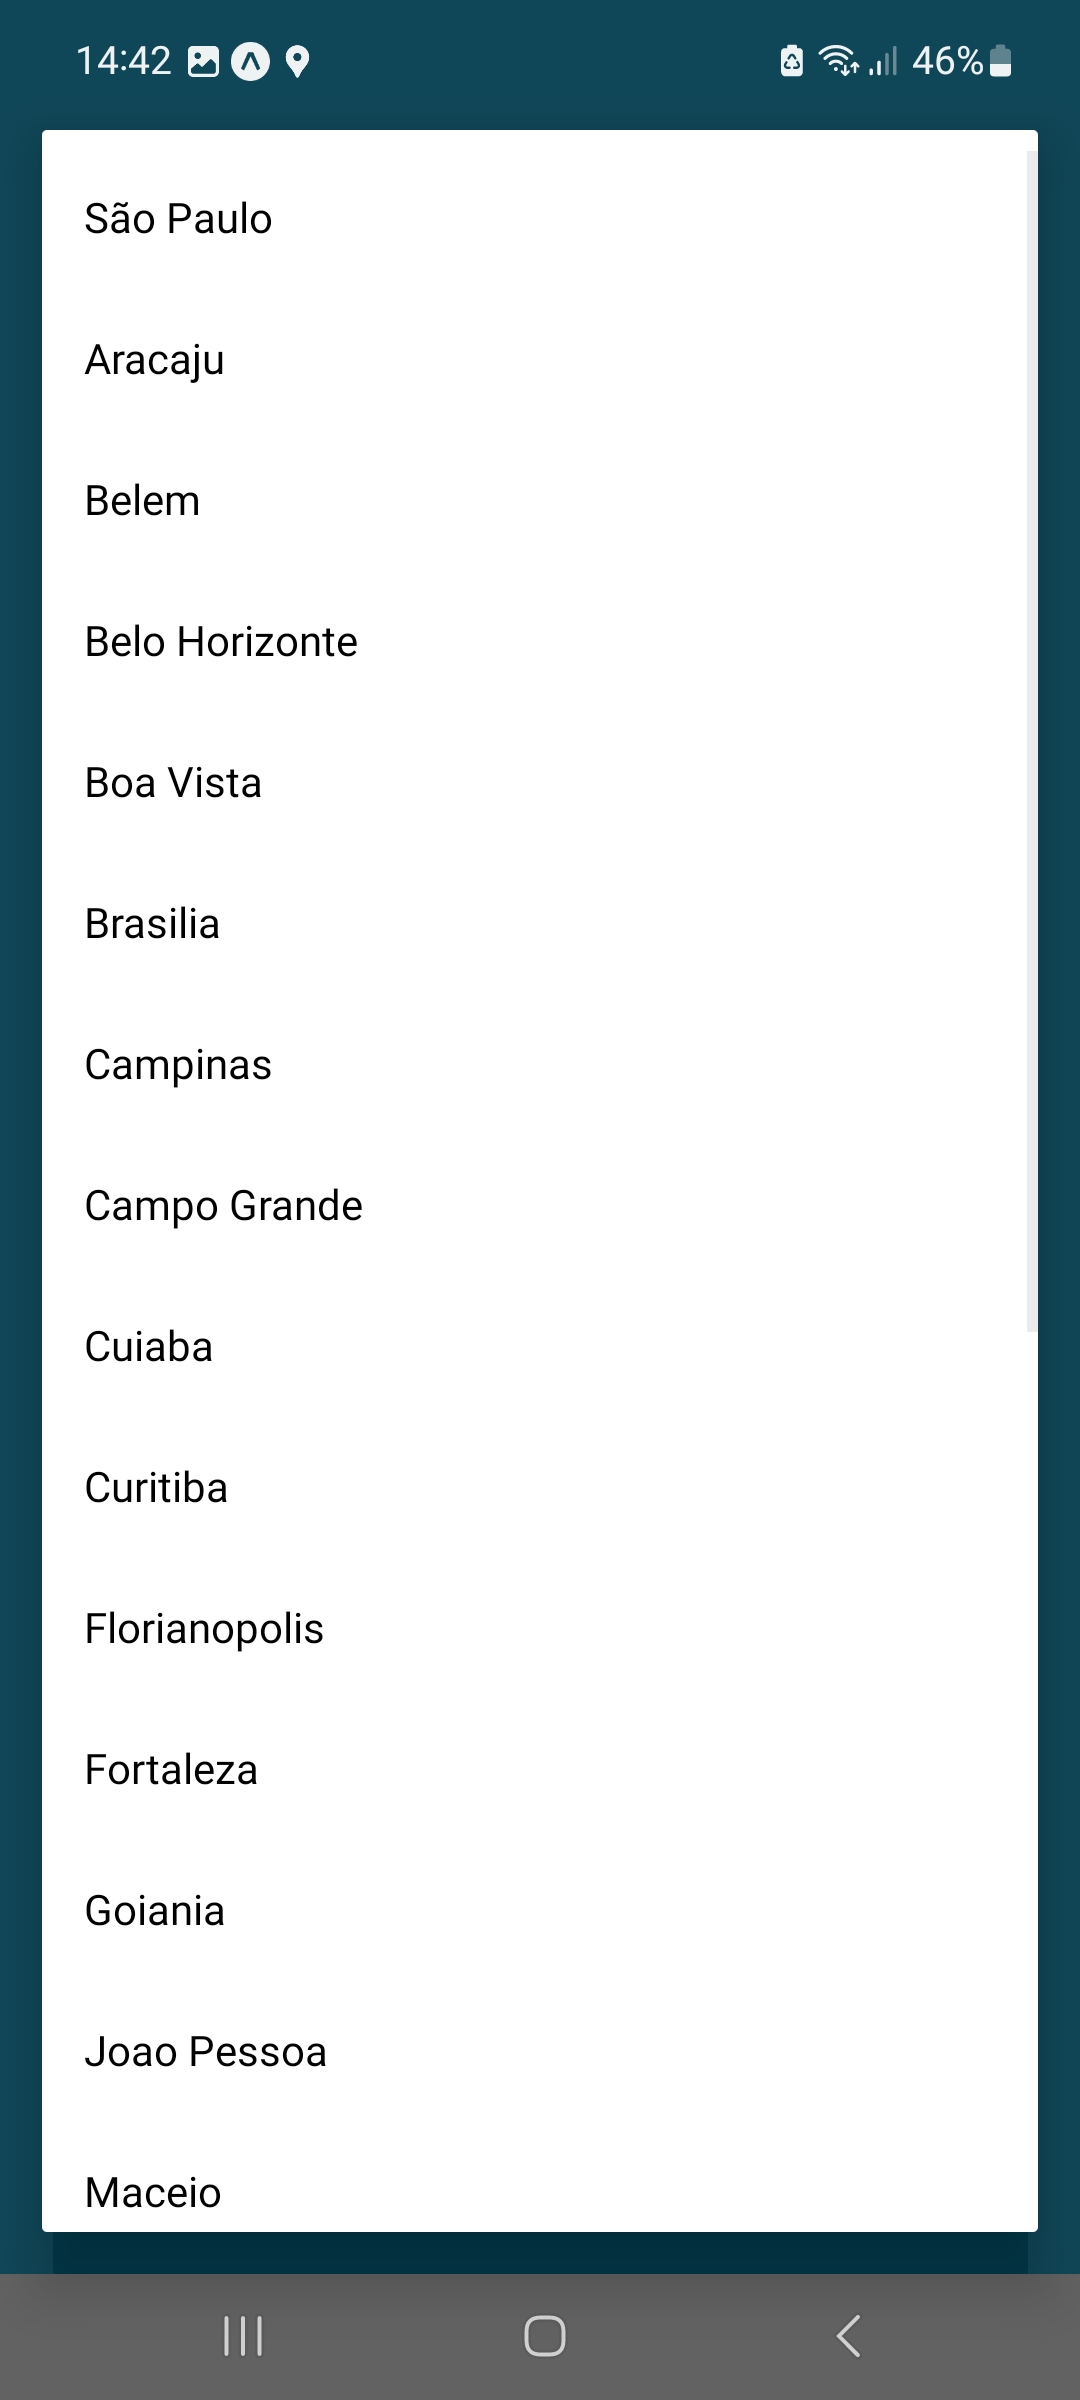 14:42 46%
São Paulo
Aracaju
Belem
Belo Horizonte
Boa Vista
Brasilia
Campinas
Campo Grande
Cuiaba
Curitiba
Florianopolis
Fortaleza
Goiania
Joao Pessoa
Maceio